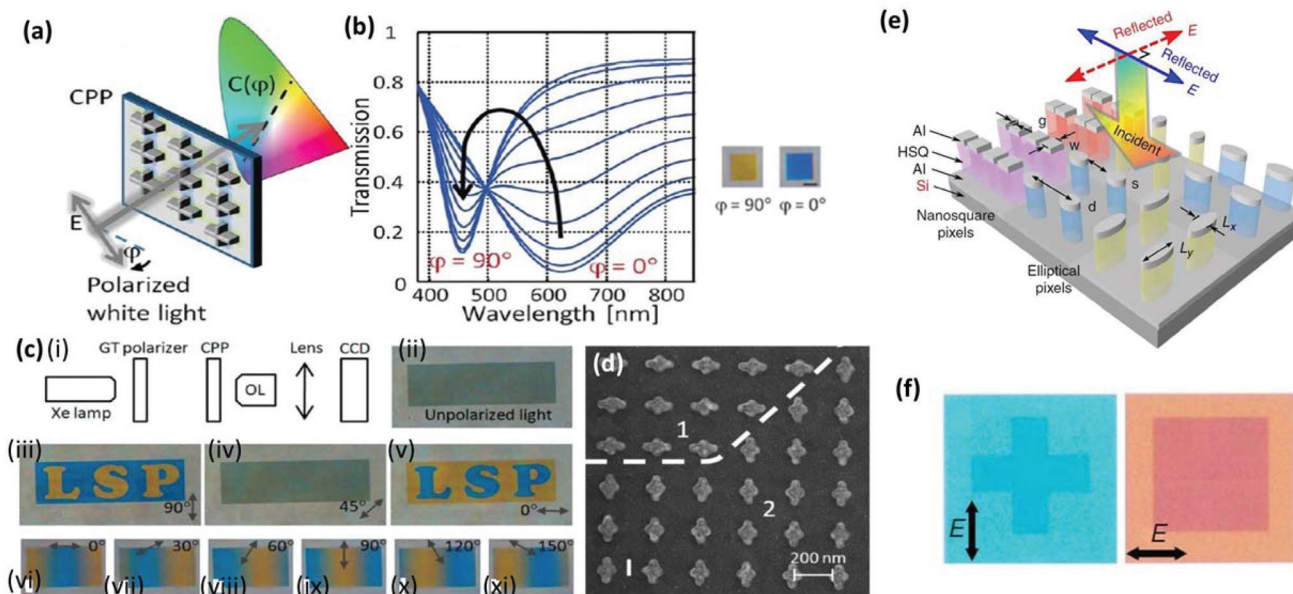 (a)
CPP
C(φ)
E
φ
Polarized
white light
(b)
Transmission
1
0.8
0.6
0.4
0.2
0
φ = 90°
φ = 0°
400 500 600 700 800
Wavelength [nm]
φ = 90° φ = 0°
(e)
Reflected
E
Reflected
E
Incident
Al
HSQ
Al
Si
g
w
s
d
Lx
Ly
Nanosquare
pixels
Elliptical
pixels
(c) (i)
GT polarizer CPP Lens CCD
OL
Xe lamp
(ii)
Unpolarized light
(iii)
LSP
90°
(iv)
45°
(v)
LSP
0°
(vi)
0°
(vii)
30°
(viii)
60°
(ix)
90°
(x)
120°
(xi)
150°
(d)
1
2
200 nm
(f)
E
E